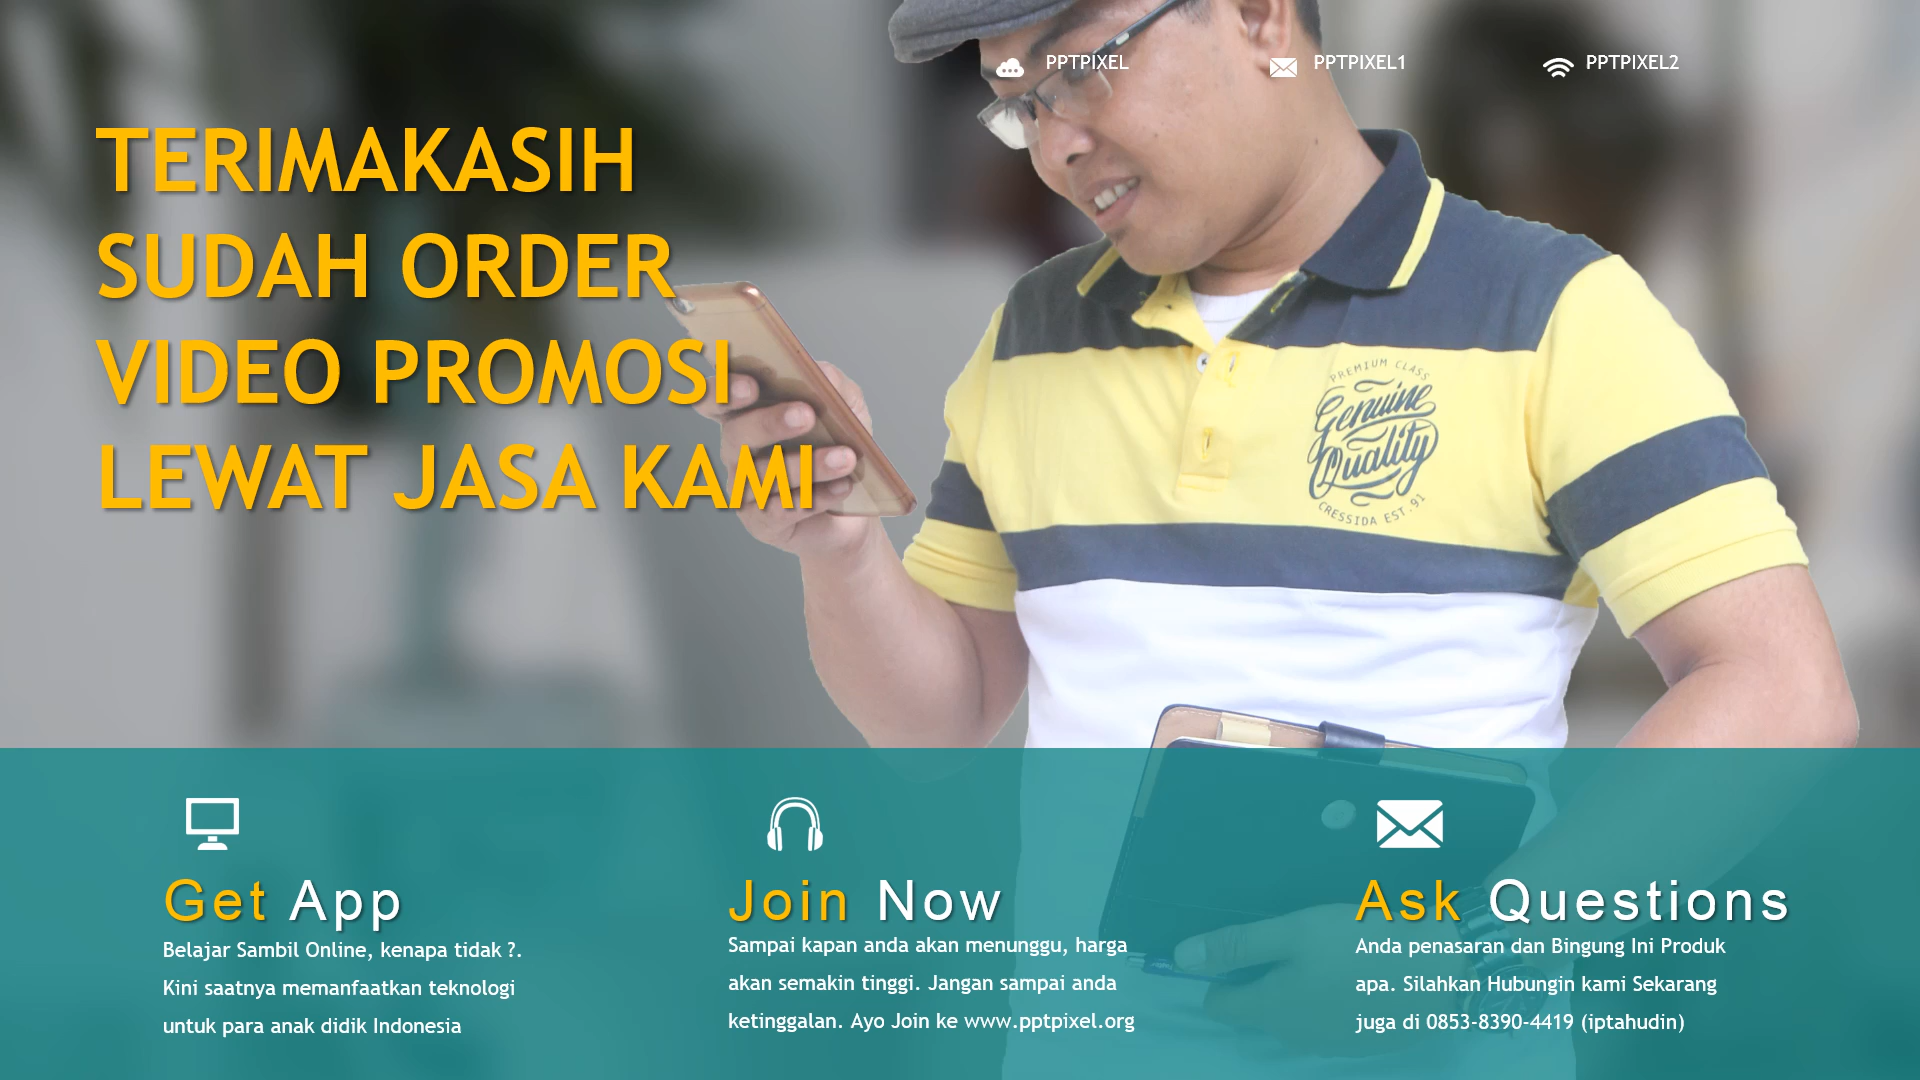 PPTPIXEL
PPTPIXEL1
PPTPIXEL2
TERIMAKASIH
SUDAH ORDER
VIDEO PROMOSI
LEWAT JASA KAMI
PREMIUM CLASS
Genuine
Quality
CRESSIDA EST.91
Get App
Belajar Sambil Online, kenapa tidak ?.
Kini saatnya memanfaatkan teknologi
untuk para anak didik Indonesia
Join Now
Sampai kapan anda akan menunggu, harga
akan semakin tinggi. Jangan sampai anda
ketinggalan. Ayo Join ke www.pptpixel.org
Ask Questions
Anda penasaran dan Bingung Ini Produk
apa. Silahkan Hubungin kami Sekarang
juga di 0853-8390-4419 (iptahudin)